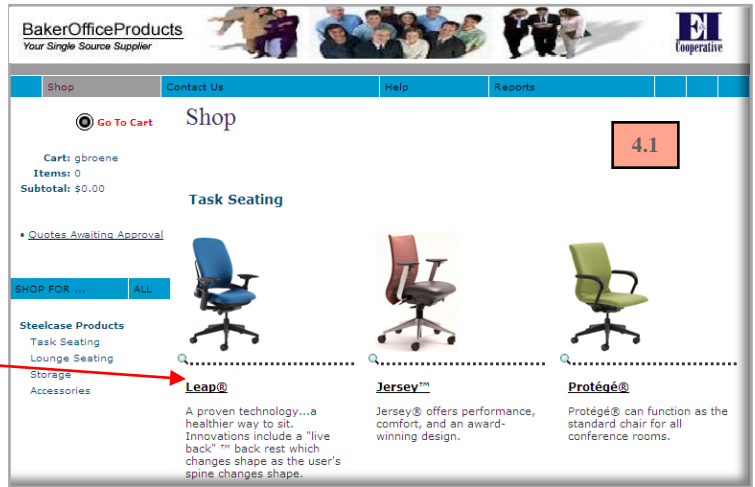 BakerOfficeProducts
Your Single Source Supplier
EI
Cooperative
Shop
Contact Us
Help
Reports
Go To Cart
Shop
4.1
Cart: gbroene
Items: 0
Subtotal: $0.00
Task Seating
• Quotes Awaiting Approval
SHOP FOR ...
ALL
Steelcase Products
Task Seating
Lounge Seating
Storage
Accessories
Leap®
A proven technology...a
healthier way to sit.
Innovations include a "live
back" ™ back rest which
changes shape as the user's
spine changes shape.
Jersey™
Jersey® offers performance,
comfort, and an award-
winning design.
Protégé®
Protégé® can function as the
standard chair for all
conference rooms.